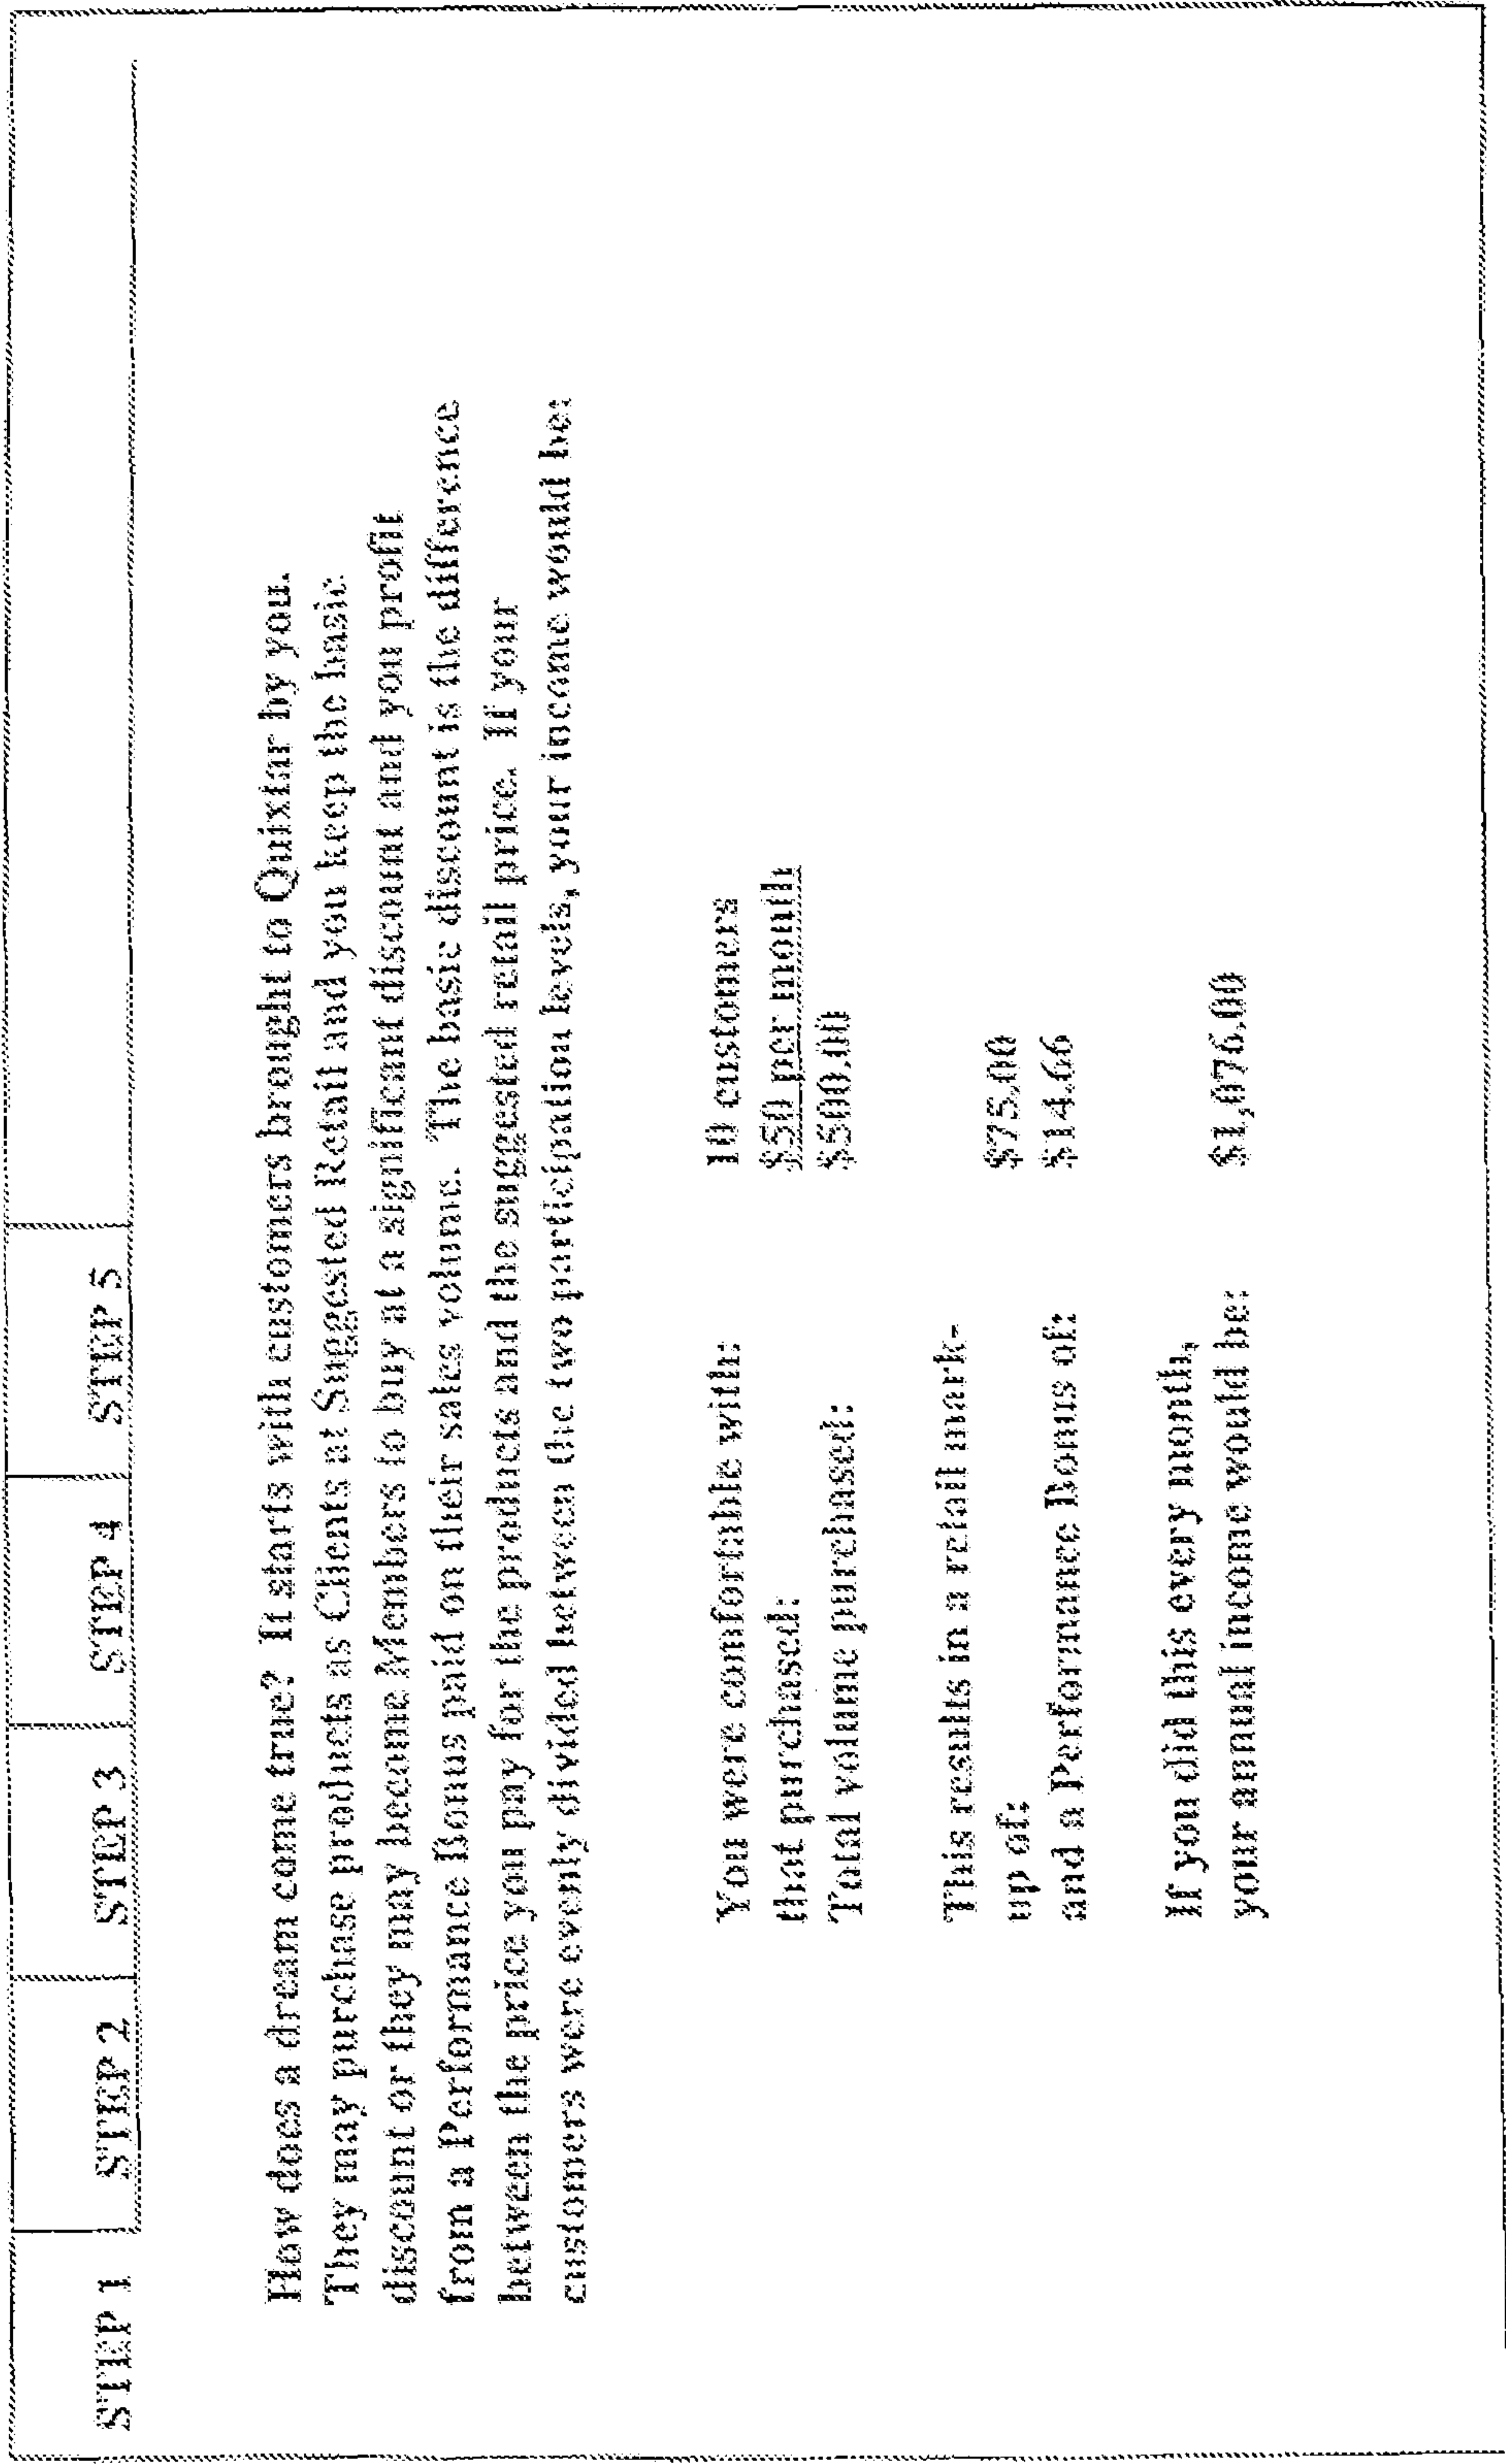 STEP 1 STEP 2 STEP 3 STEP 4 STEP 5
How does a dream come true? It starts with customers brought to Quixtar by you.
They may purchase products as Clients at Suggested Retail and you keep the basic
discount or they may become Members to buy at a significant discount and you profit
from a Performance Bonus paid on their sales volume. The basic discount is the difference
between the price you pay for the products and the suggested retail price. If your
customers were evenly divided between the two participation levels, your income would be:
You were comfortable with: 10 customers
that purchased: $50 per month
Total volume purchased: $500.00
This results in a retail mark-
up of: $75.00
and a Performance Bonus of: $14.66
If you did this every month,
your annual income would be: $1,076.00